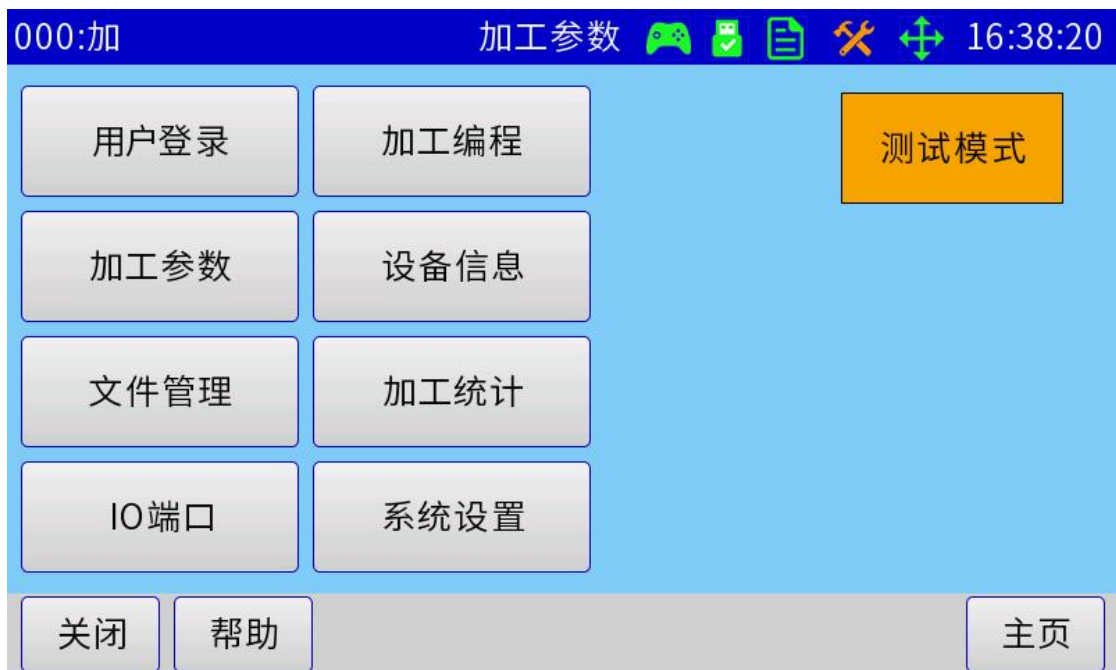 000:加 加工参数 16:38:20
用户登录 加工编程 测试模式
加工参数 设备信息
文件管理 加工统计
IO端口 系统设置
关闭 帮助 主页